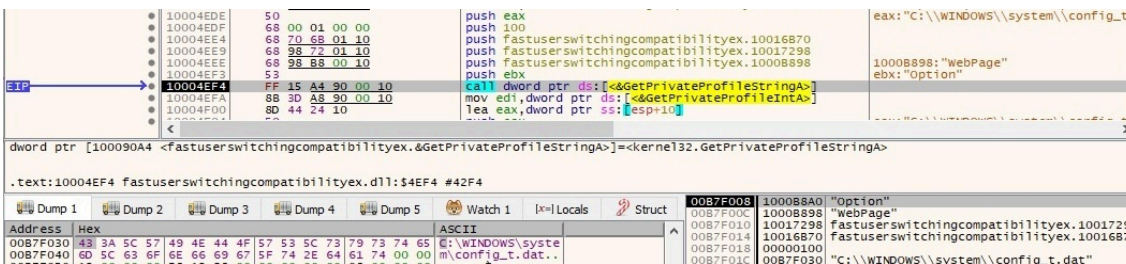 10004EDE 50 push eax eax:"C:\\WINDOWS\\system\\config_t
10004EDF 68 00 01 00 00 push 100
10004EE4 68 70 6B 01 10 push fastuserswitchingcompatibilityex.10016B70
10004EE9 68 98 72 01 10 push fastuserswitchingcompatibilityex.10017298
10004EEE 68 98 B8 00 10 push fastuserswitchingcompatibilityex.1000B898 1000B898:"WebPage"
10004EF3 53 push ebx ebx:"Option"
EIP 10004EF4 FF 15 A4 90 00 10 call dword ptr ds:[<&GetPrivateProfileStringA>]
10004EFA 8B 3D A8 90 00 10 mov edi,dword ptr ds:[<&GetPrivateProfileIntA>]
10004F00 8D 44 24 10 lea eax,dword ptr ss:[esp+10]
dword ptr [100090A4 <fastuserswitchingcompatibilityex.&GetPrivateProfileStringA>]=<kernel32.GetPrivateProfileStringA>
.text:10004EF4 fastuserswitchingcompatibilityex.dll:$4EF4 #42F4
Dump 1 Dump 2 Dump 3 Dump 4 Dump 5 Watch 1 [x=] Locals Struct
Address Hex ASCII
00B7F030 43 3A 5C 57 49 4E 44 4F 57 53 5C 73 79 73 74 65 C:\WINDOWS\syste
00B7F040 6D 5C 63 6F 6E 66 69 67 5F 74 2E 64 61 74 00 00 m\config_t.dat..
00B7F008 1000B8A0 "Option"
00B7F00C 1000B898 "WebPage"
00B7F010 10017298 fastuserswitchingcompatibilityex.1001729
00B7F014 10016B70 fastuserswitchingcompatibilityex.10016B7
00B7F018 00000100
00B7F01C 00B7F030 "C:\\WINDOWS\\system\\config_t.dat"